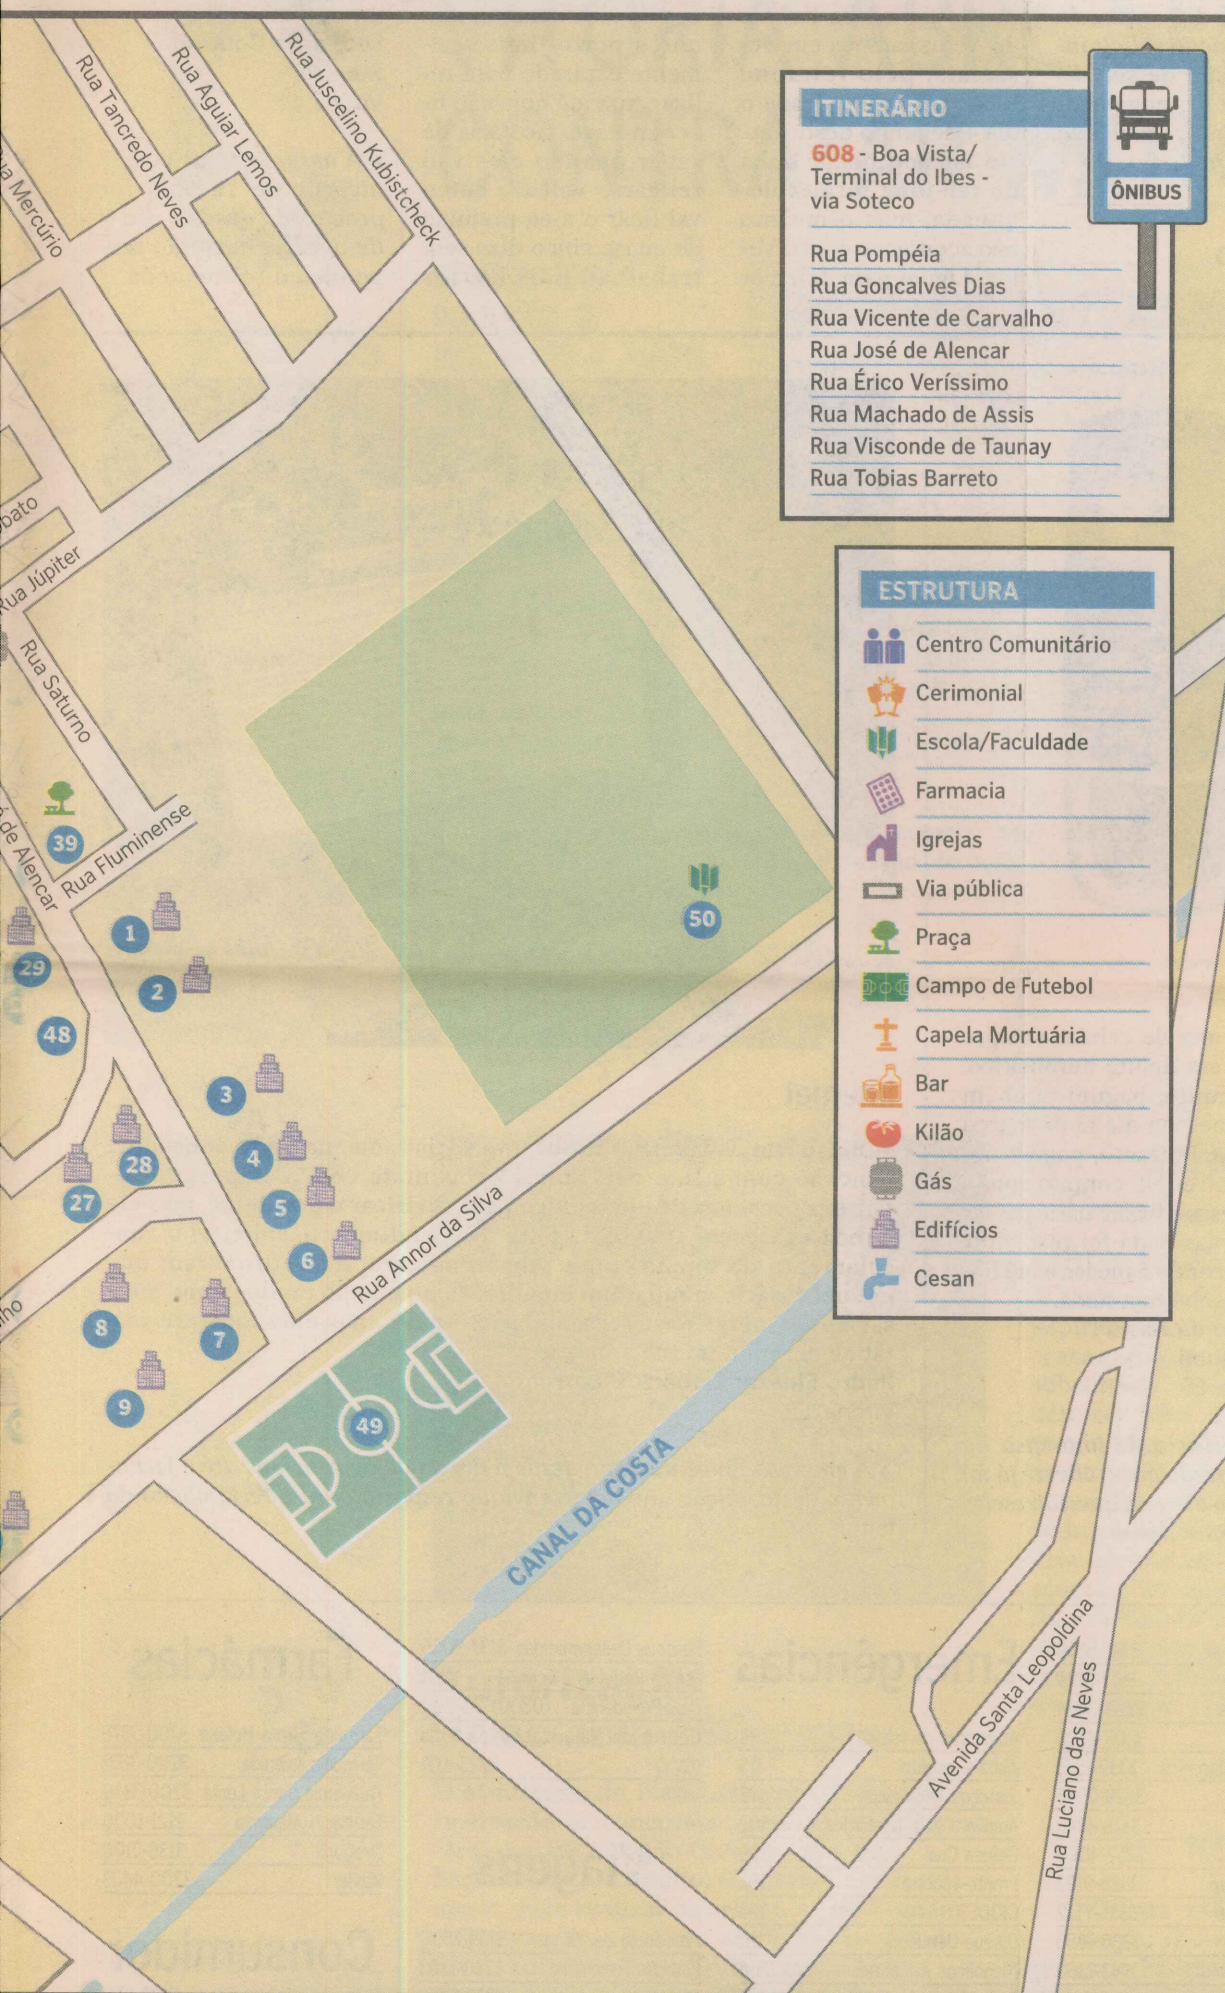 Rua Tancredo Neves
Rua Aguiar Lemos
Rua Juscelino Kubistcheck
Mercúrio
ITINERÁRIO
608 - Boa Vista/
Terminal do Ibes -
via Soteco
Rua Pompéia
Rua Goncalves Dias
Rua Vicente de Carvalho
Rua José de Alencar
Rua Érico Veríssimo
Rua Machado de Assis
Rua Visconde de Taunay
Rua Tobias Barreto
ÔNIBUS
bato
Rua Júpiter
Rua Saturno
39
Rua Fluminense
de Alencar
ESTRUTURA
Centro Comunitário
Cerimonial
Escola/Faculdade
Farmacia
Igrejas
Via pública
Praça
Campo de Futebol
Capela Mortuária
Bar
Kilão
Gás
Edifícios
Cesan
50
1
29
2
48
3
4
28
27
5
6
Rua Annor da Silva
8
7
9
49
CANAL DA COSTA
Avenida Santa Leopoldina
Rua Luciano das Neves